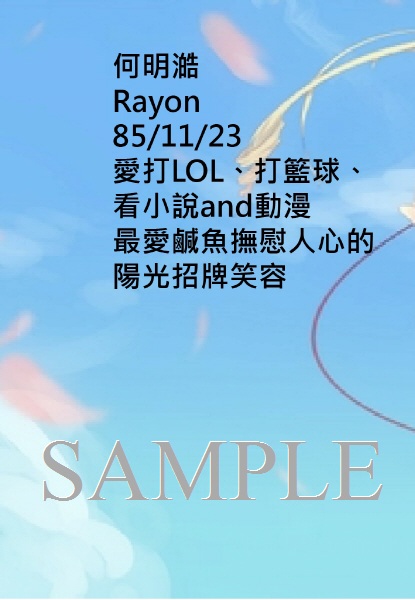 何明澔
Rayon
85/11/23
愛打LOL、打籃球、
看小說and動漫
最愛鹹魚撫慰人心的
陽光招牌笑容
SAMPLE